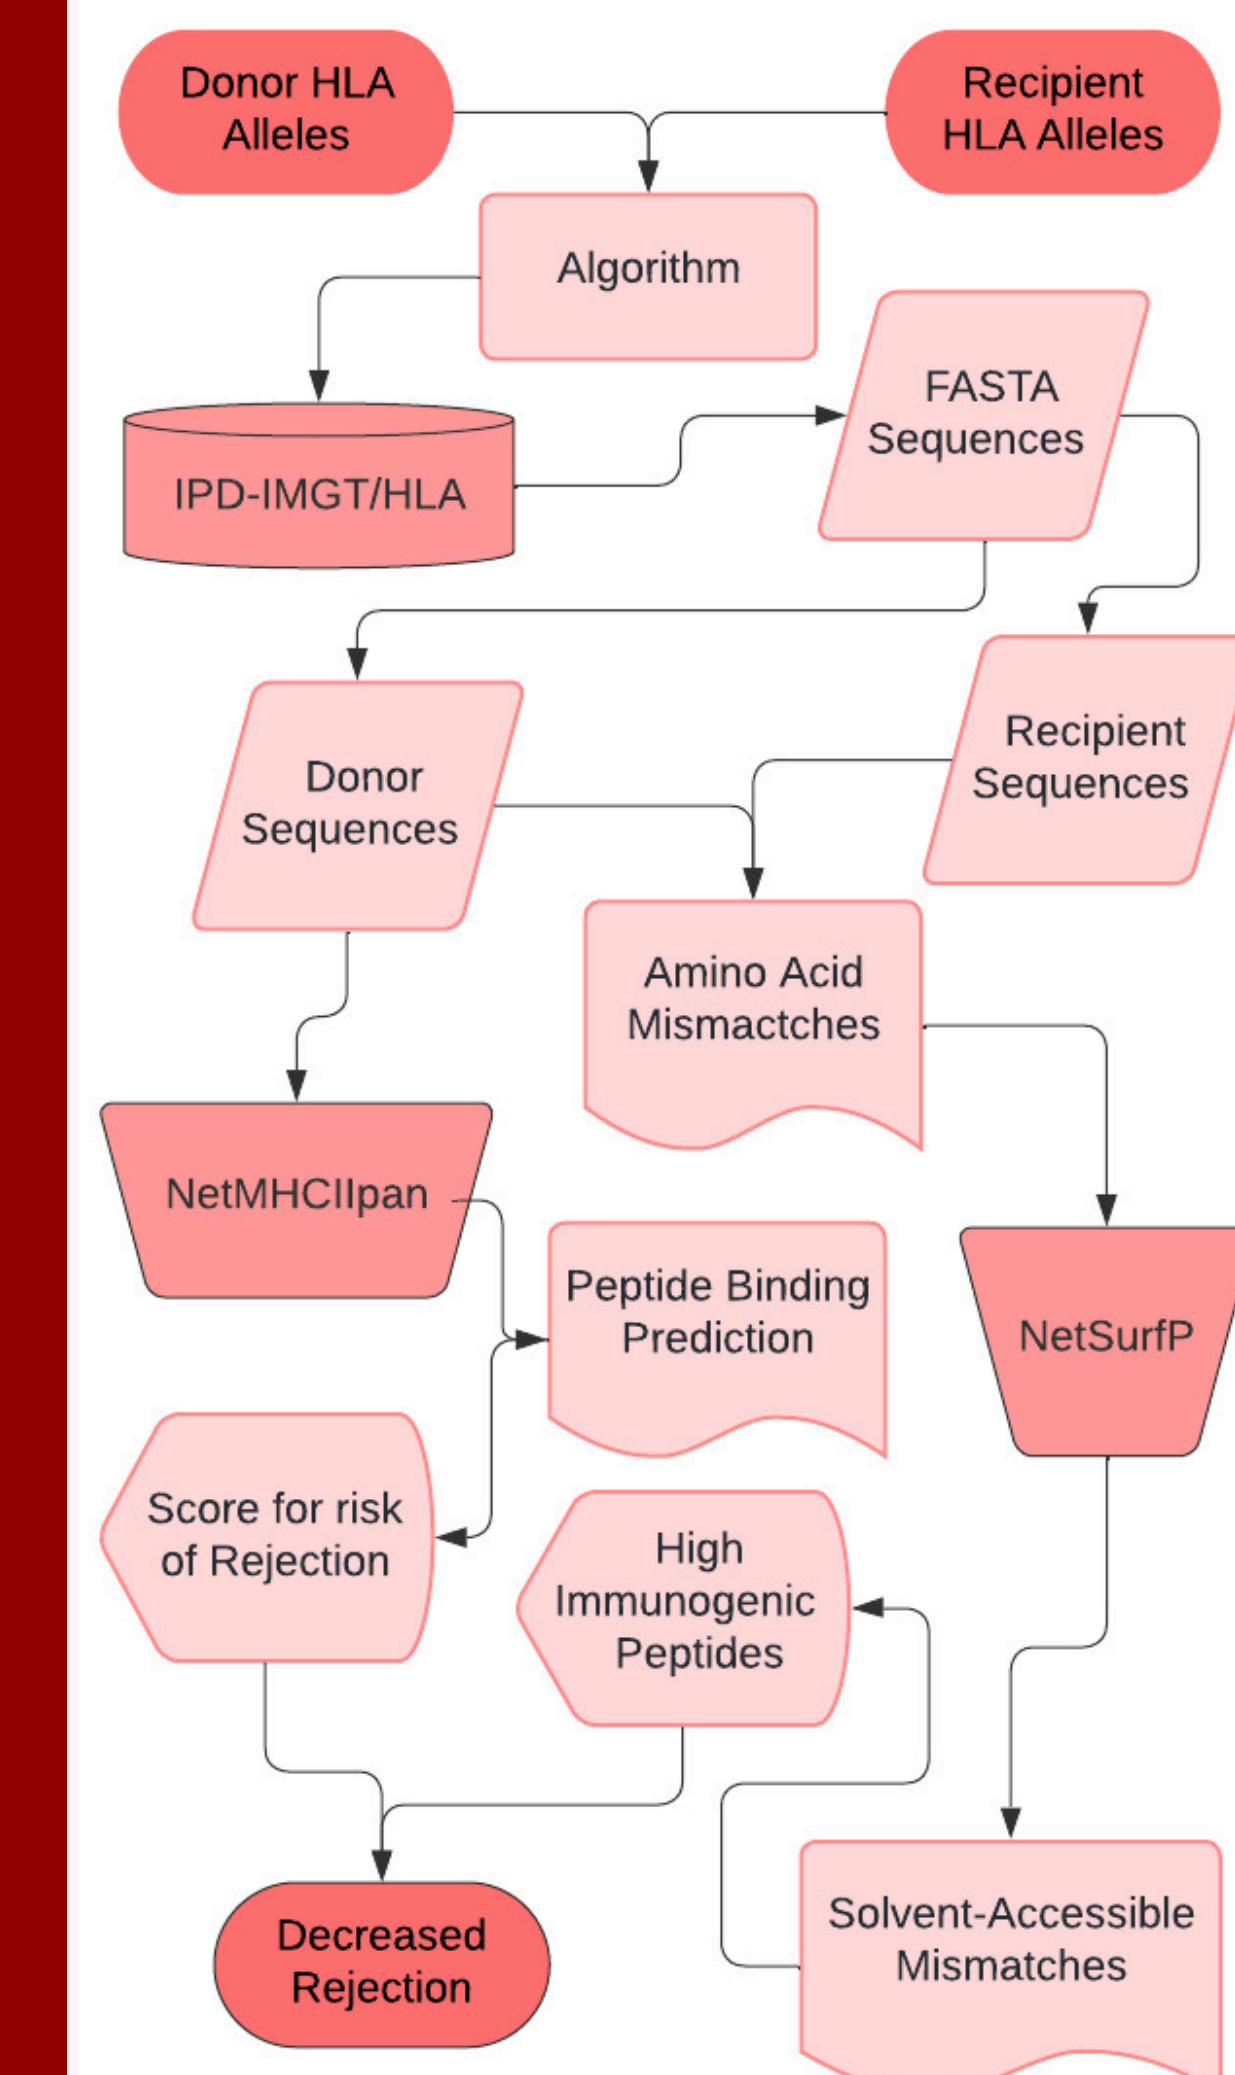 Donor HLA
Alleles
Recipient
HLA Alleles
Algorithm
FASTA
Sequences
IPD-IMGT/HLA
Recipient
Sequences
Donor
Sequences
Amino Acid
Mismactches
NetMHCIIpan
Peptide Binding
Prediction
NetSurfP
Score for risk
of Rejection
High
Immunogenic
Peptides
Solvent-Accessible
Mismatches
Decreased
Rejection